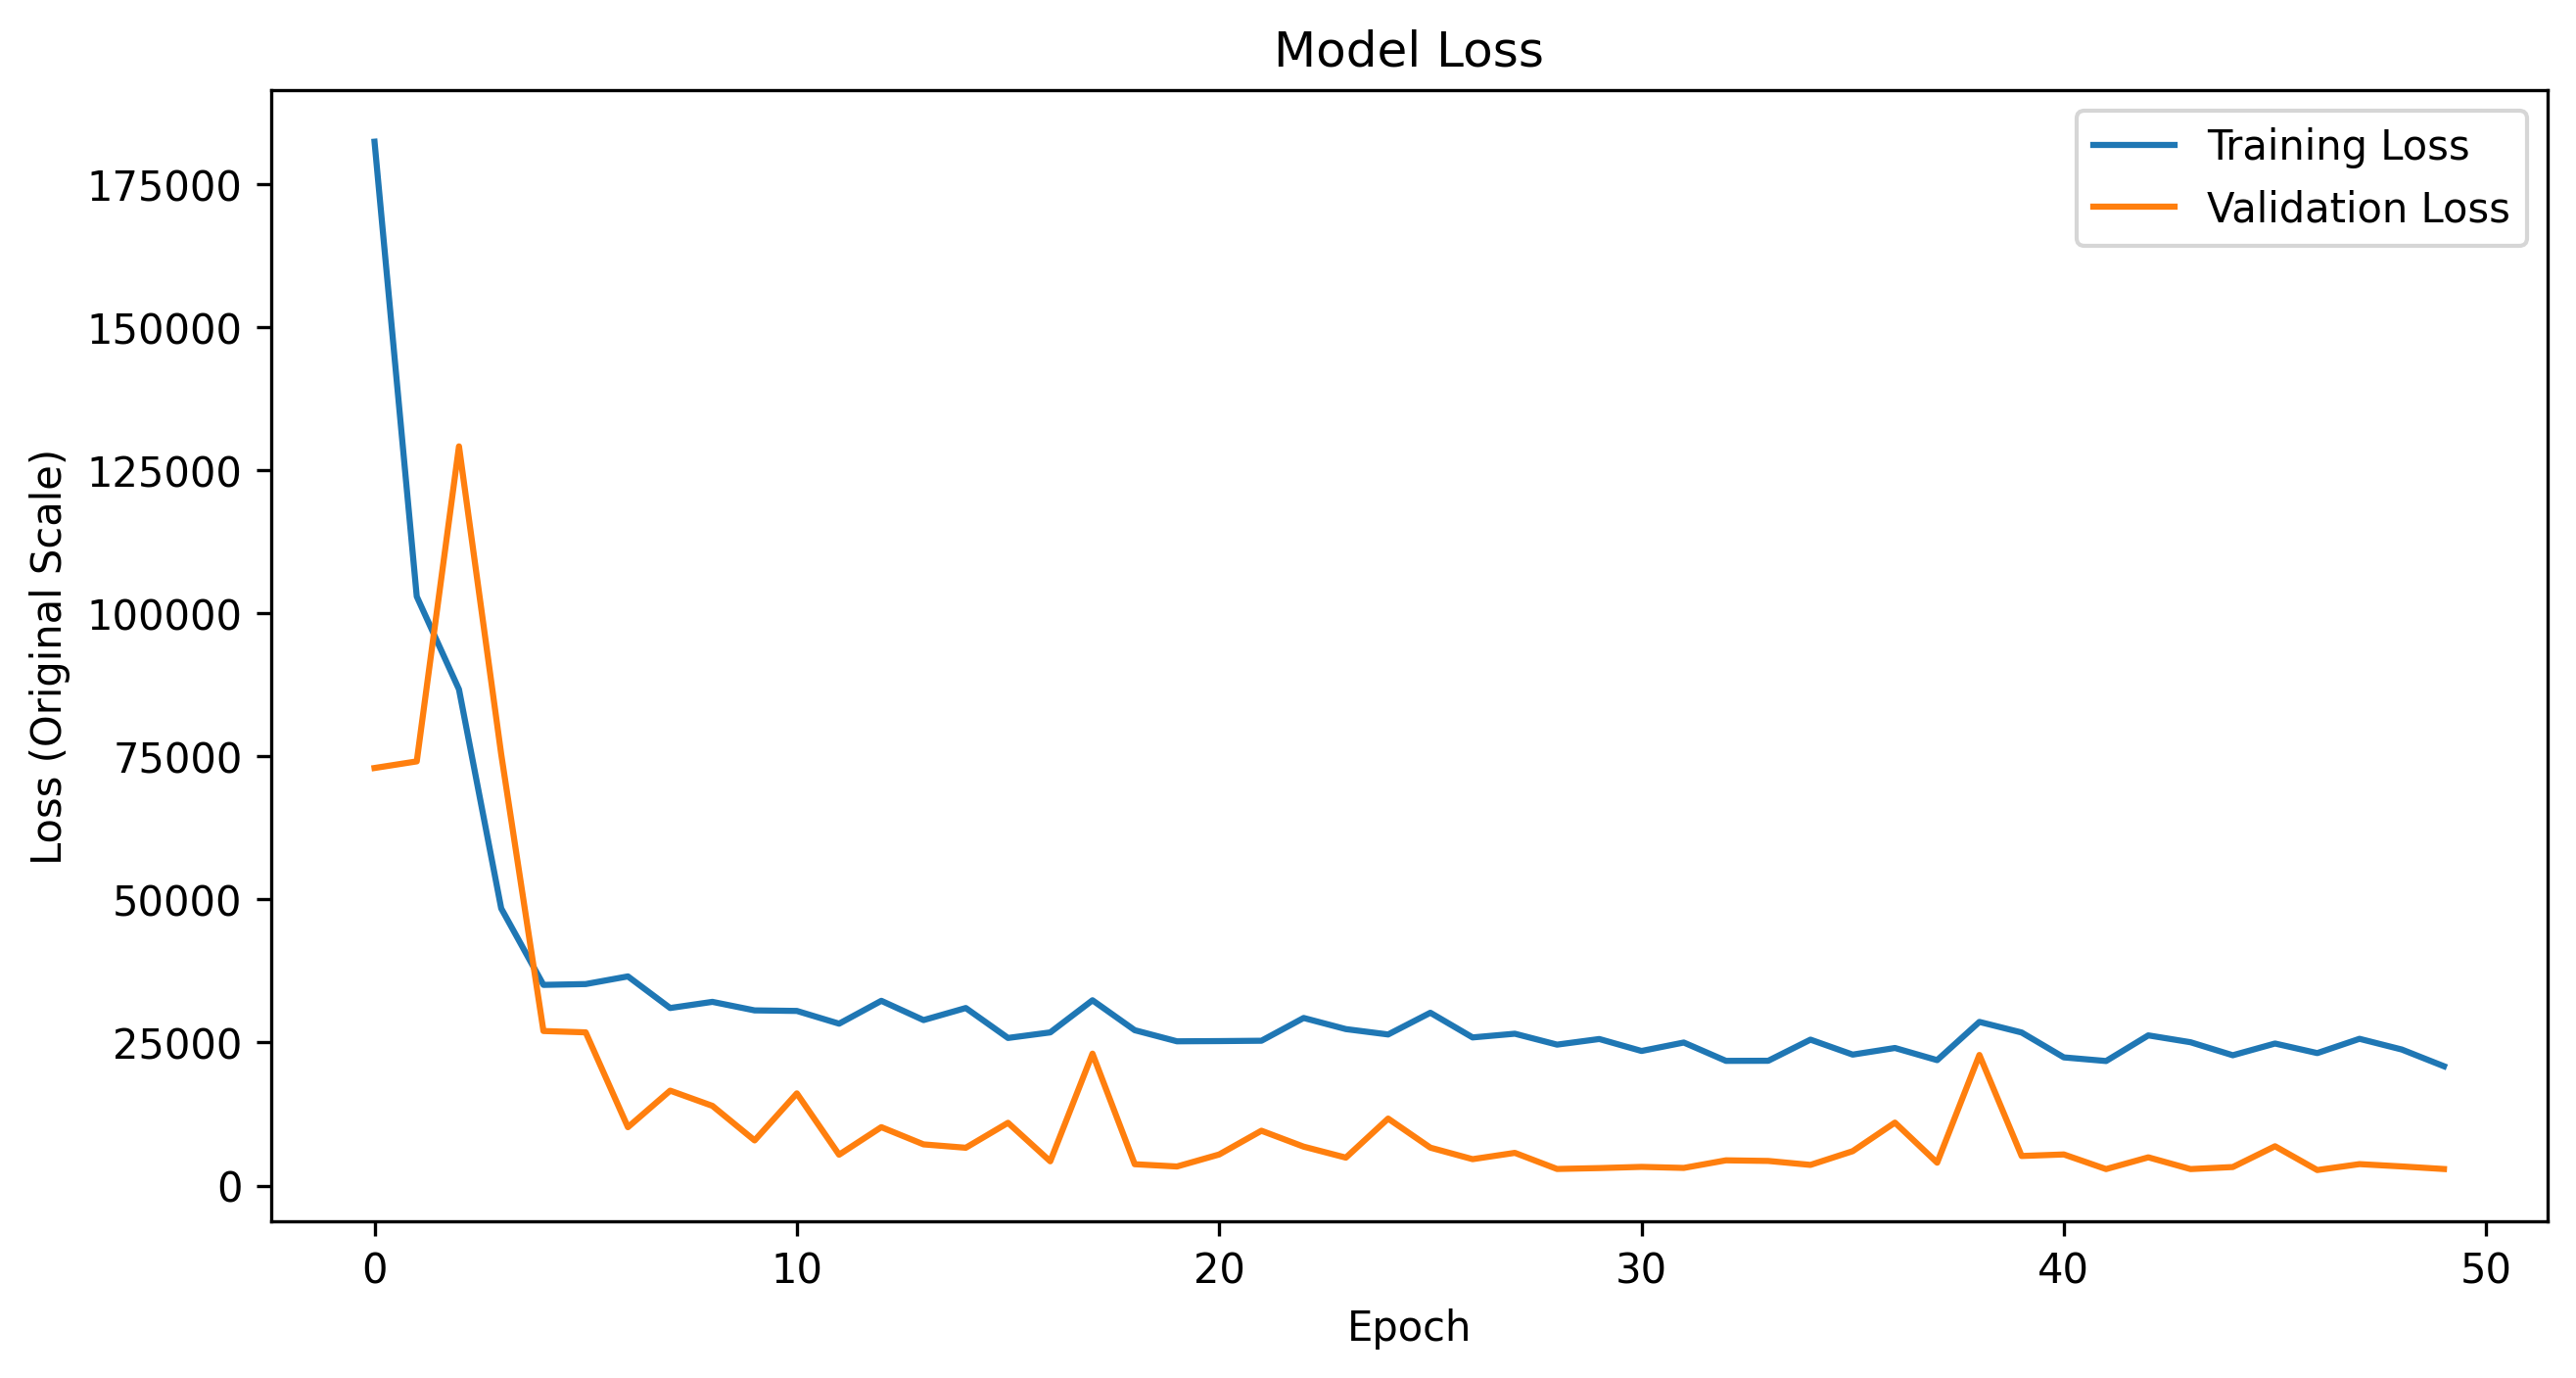 Model Loss
Training Loss
Validation Loss
Loss (Original Scale)
175000
150000
125000
100000
75000
50000
25000
0
0 10 20 30 40 50
Epoch